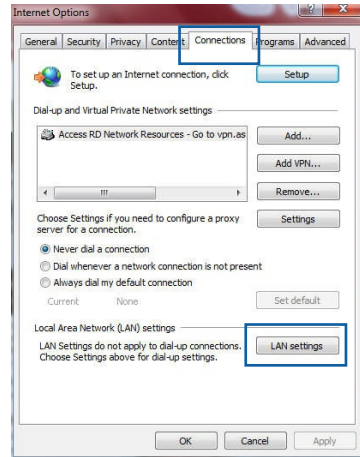 Internet Options
General Security Privacy Content Connections Programs Advanced
To set up an Internet connection, click
Setup.
Setup
Dial-up and Virtual Private Network settings
Access RD Network Resources - Go to vpn.as
Add...
Add VPN...
Remove...
Choose Settings if you need to configure a proxy
server for a connection.
Settings
Never dial a connection
Dial whenever a network connection is not present
Always dial my default connection
Current None
Set default
Local Area Network (LAN) settings
LAN Settings do not apply to dial-up connections.
Choose Settings above for dial-up settings.
LAN settings
OK Cancel Apply